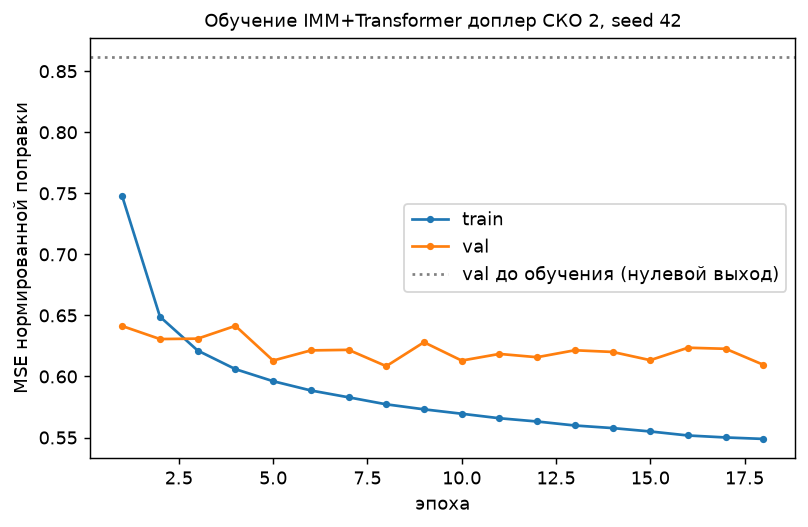 Обучение IMM+Transformer доплер СКО 2, seed 42
MSE нормированной поправки
0.85
0.80
0.75
0.70
0.65
0.60
0.55
train
val
val до обучения (нулевой выход)
2.5 5.0 7.5 10.0 12.5 15.0 17.5
эпоха